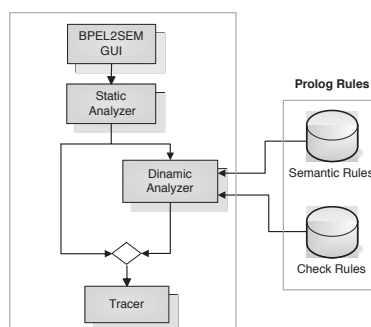 BPEL2SEM
GUI
Static
Analyzer
Prolog Rules
Dinamic
Analyzer
Semantic Rules
Check Rules
Tracer